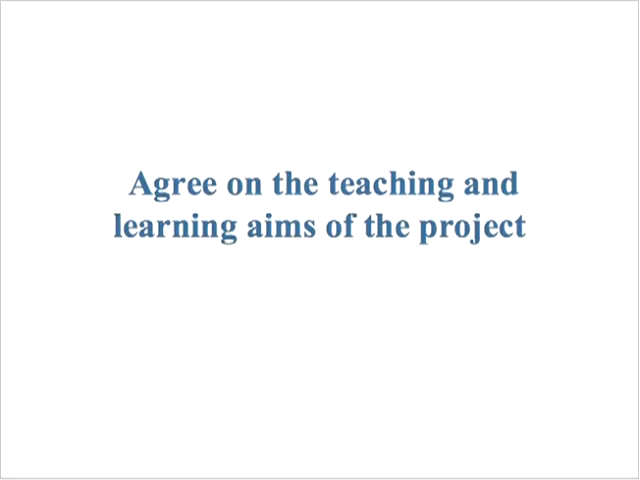 Agree on the teaching and
learning aims of the project